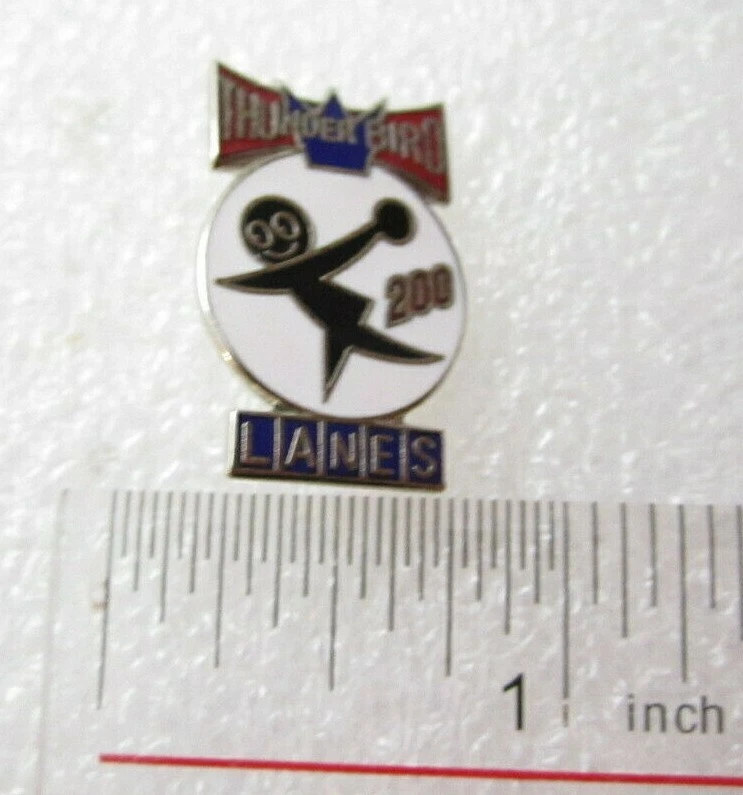 THUNDER BIRD
200
LANES
1 inch